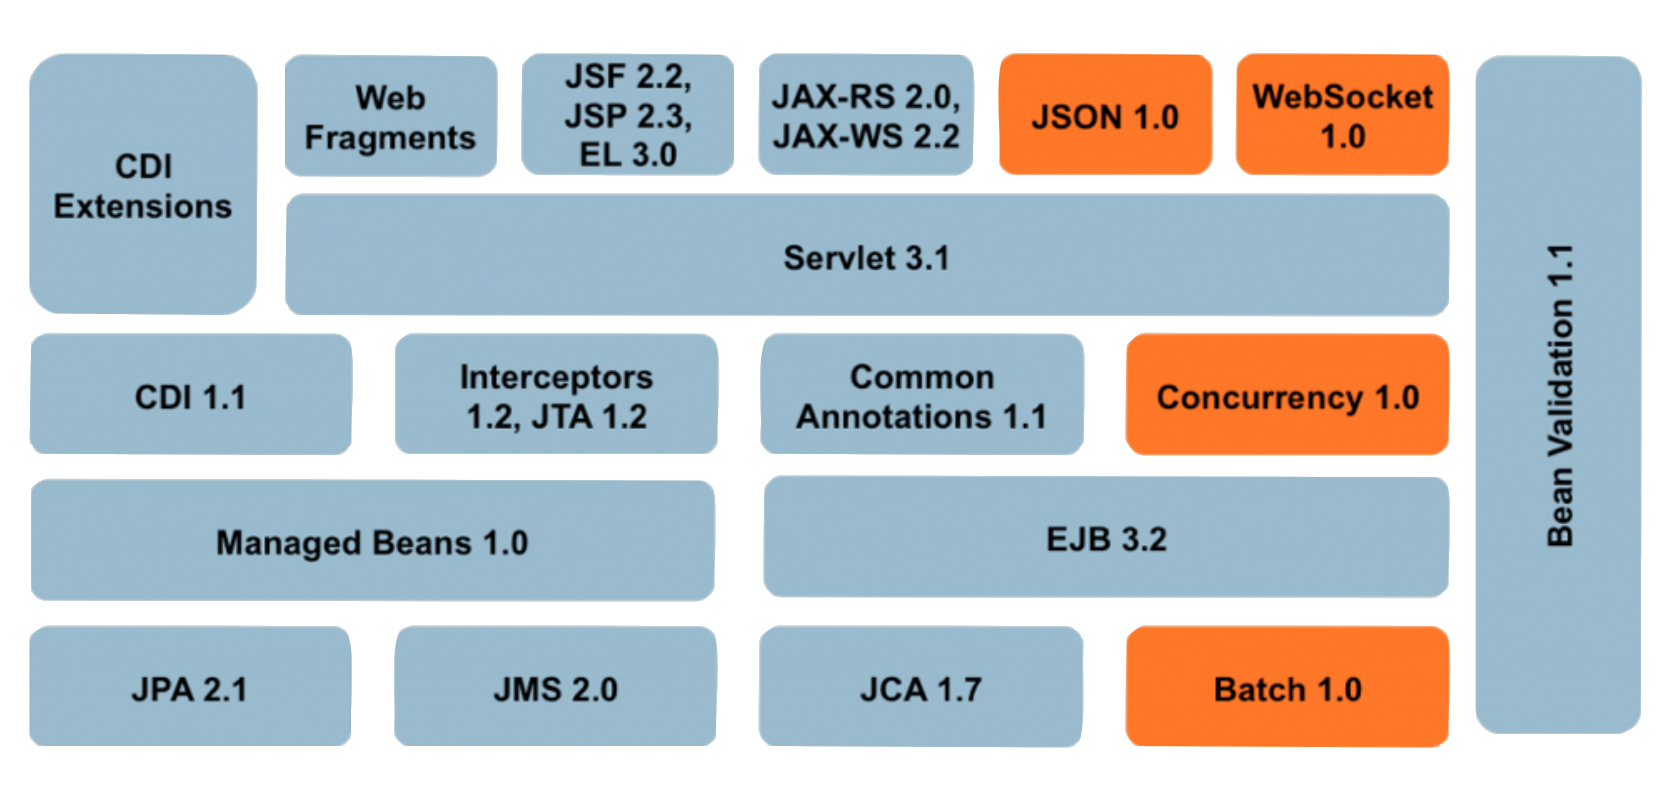 CDI
Extensions
Web
Fragments
JSF 2.2,
JSP 2.3,
EL 3.0
JAX-RS 2.0,
JAX-WS 2.2
JSON 1.0
WebSocket
1.0
Servlet 3.1
CDI 1.1
Interceptors
1.2, JTA 1.2
Common
Annotations 1.1
Concurrency 1.0
Managed Beans 1.0
EJB 3.2
JPA 2.1
JMS 2.0
JCA 1.7
Batch 1.0
Bean Validation 1.1